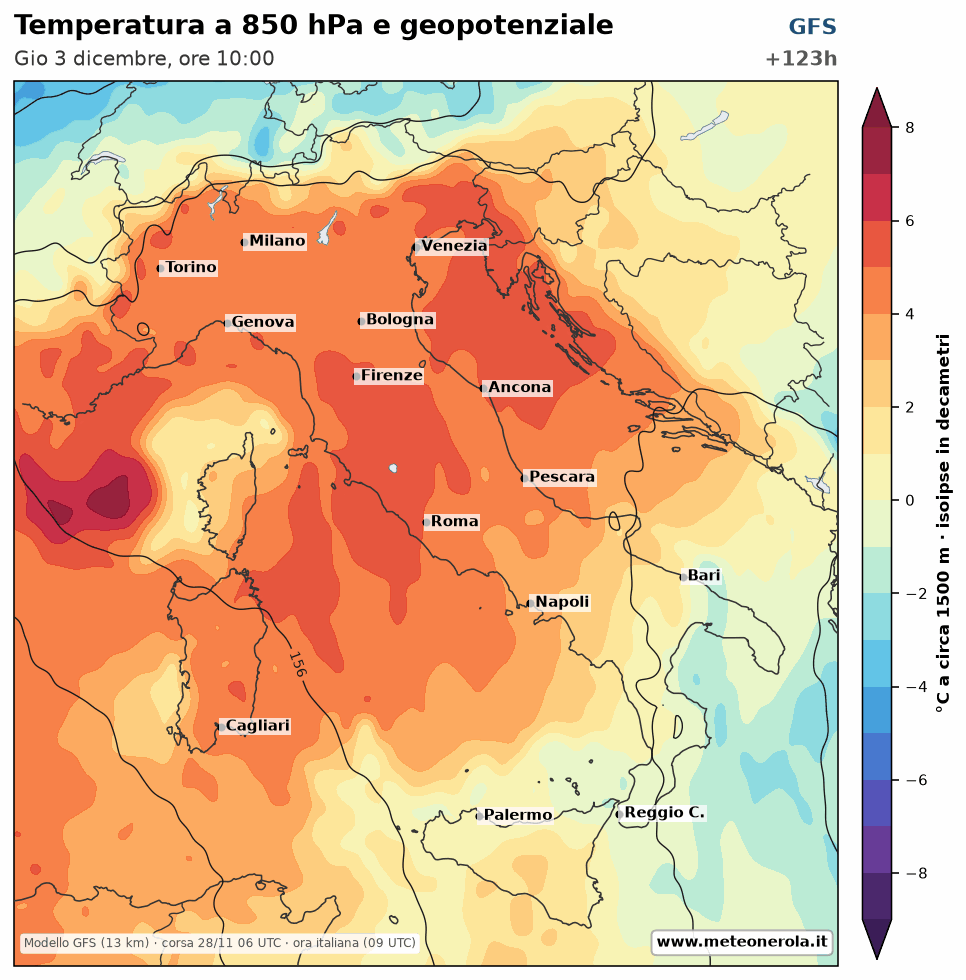 Temperatura a 850 hPa e geopotenziale
GFS
Gio 3 dicembre, ore 10:00
+123h
Milano
Venezia
Torino
Genova
Bologna
Firenze
Ancona
Pescara
Roma
Bari
Napoli
156
Cagliari
Palermo
Reggio C.
8
6
4
2
0
−2
−4
−6
−8
°C a circa 1500 m · isoipse in decametri
Modello GFS (13 km) · corsa 28/11 06 UTC · ora italiana (09 UTC)
www.meteonerola.it